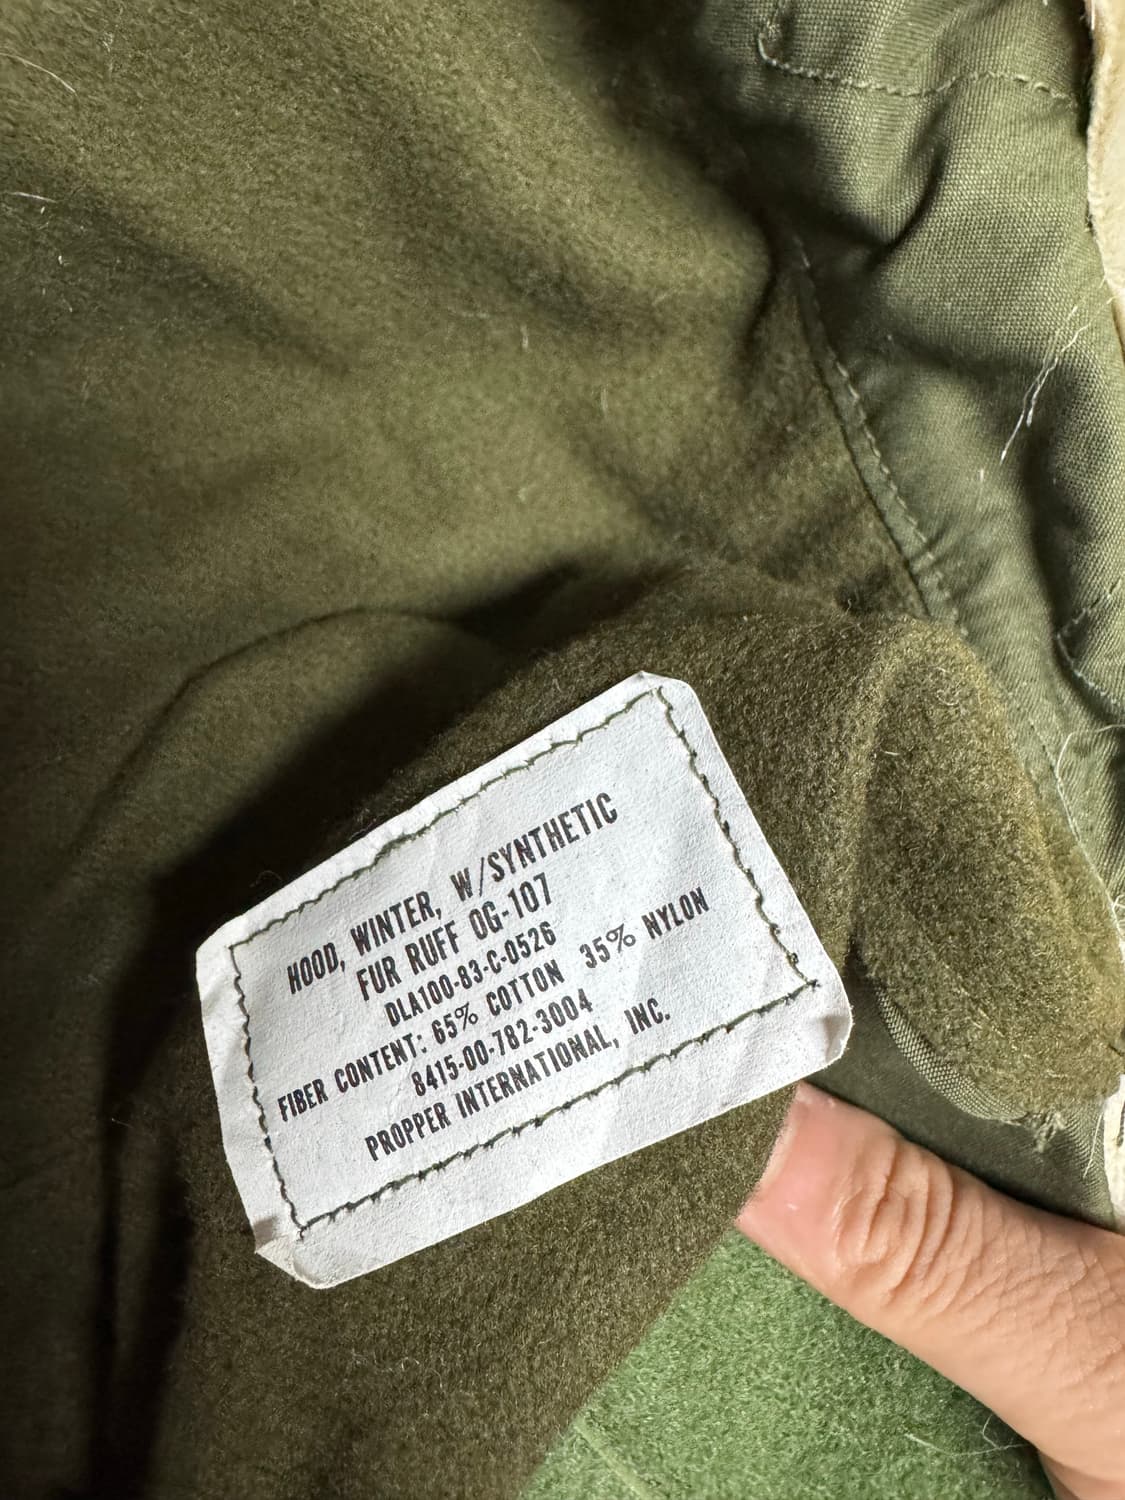 HOOD, WINTER, W/SYNTHETIC
FUR RUFF OG-107
DLA100-83-C-0526
FIBER CONTENT: 65% COTTON 35% NYLON
8415-00-782-3004
PROPPER INTERNATIONAL, INC.